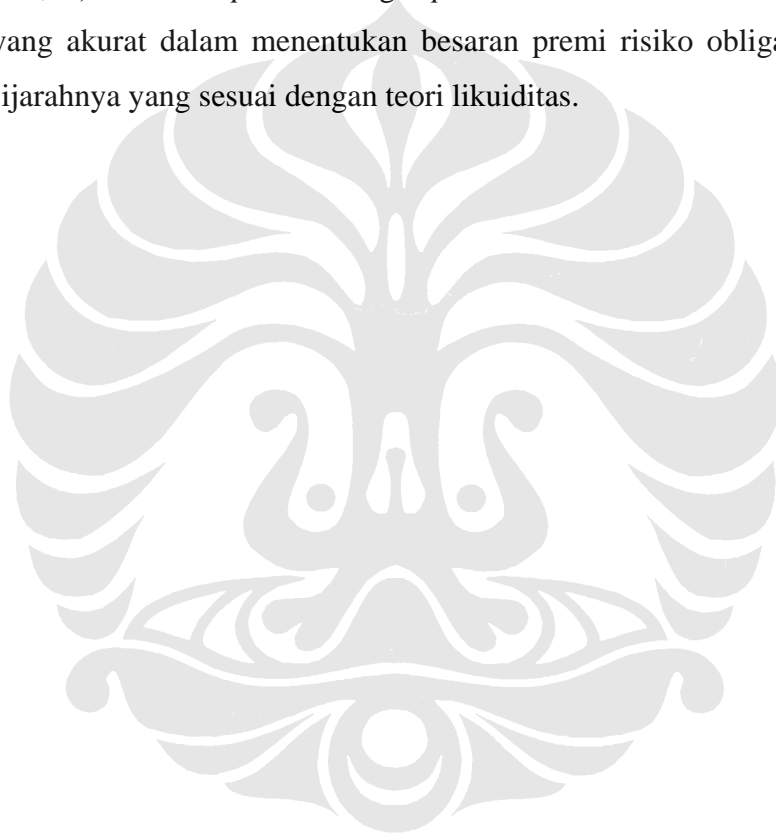 yang akurat dalam menentukan besaran premi risiko obliga
ijarahnya yang sesuai dengan teori likuiditas.